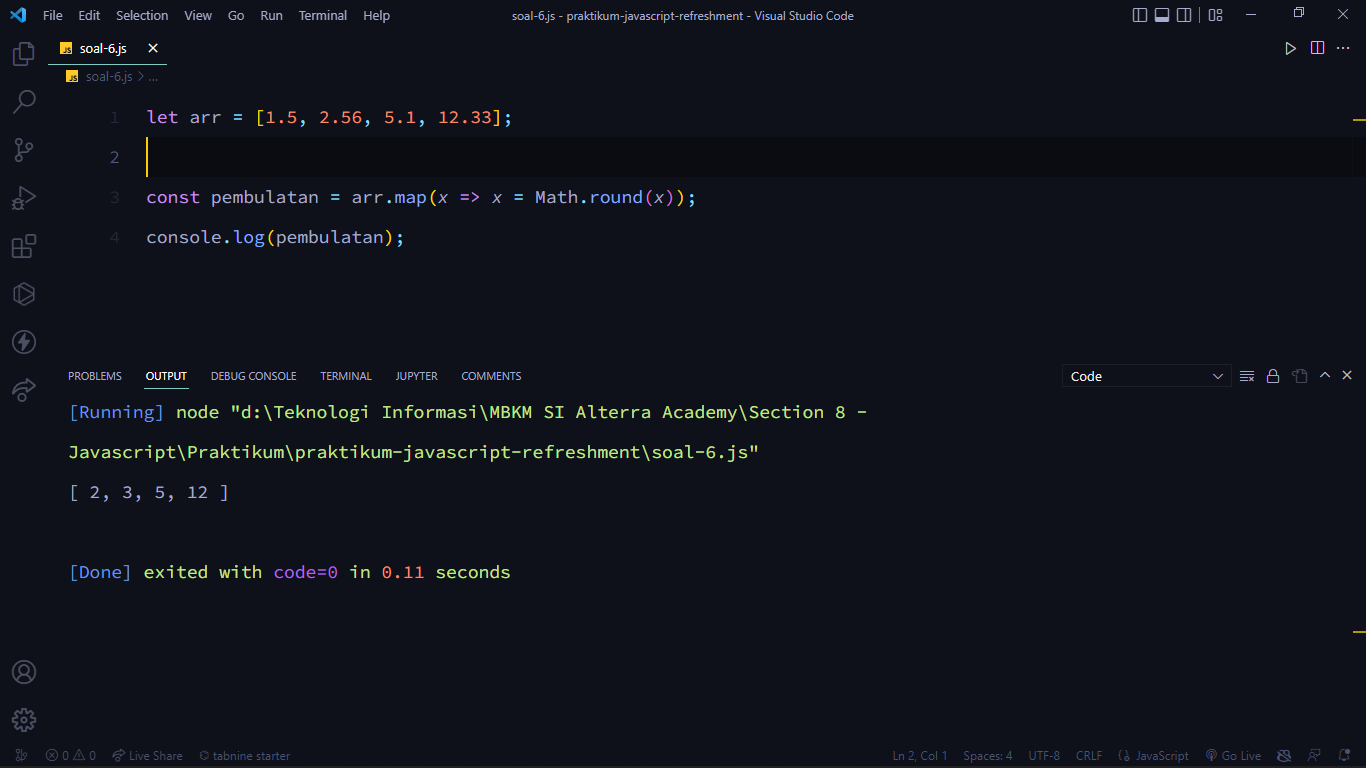 File Edit Selection View Go Run Terminal Help soal-6.js - praktikum-javascript-refreshment - Visual Studio Code
JS soal-6.js
JS soal-6.js > ...
1 let arr = [1.5, 2.56, 5.1, 12.33];
2
3 const pembulatan = arr.map(x => x = Math.round(x));
4 console.log(pembulatan);
PROBLEMS OUTPUT DEBUG CONSOLE TERMINAL JUPYTER COMMENTS Code
[Running] node "d:\Teknologi Informasi\MBKM SI Alterra Academy\Section 8 -
Javascript\Praktikum\praktikum-javascript-refreshment\soal-6.js"
[ 2, 3, 5, 12 ]
[Done] exited with code=0 in 0.11 seconds
0 0 Live Share tabnine starter Ln 2, Col 1 Spaces: 4 UTF-8 CRLF {} JavaScript Go Live